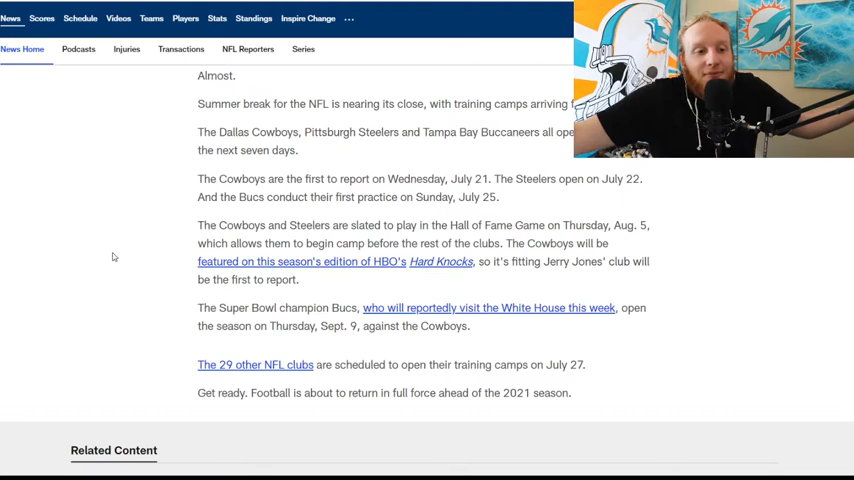 News Scores Schedule Videos Teams Players Stats Standings Inspire Change ...
News Home Podcasts Injuries Transactions NFL Reporters Series
Almost.
Summer break for the NFL is nearing its close, with training camps arriving
The Dallas Cowboys, Pittsburgh Steelers and Tampa Bay Buccaneers all
the next seven days.
The Cowboys are the first to report on Wednesday, July 21. The Steelers open on July 22.
And the Bucs conduct their first practice on Sunday, July 25.
The Cowboys and Steelers are slated to play in the Hall of Fame Game on Thursday, Aug. 5,
which allows them to begin camp before the rest of the clubs. The Cowboys will be
featured on this season's edition of HBO's Hard Knocks, so it's fitting Jerry Jones' club will
be the first to report.
The Super Bowl champion Bucs, who will reportedly visit the White House this week, open
the season on Thursday, Sept. 9, against the Cowboys.
The 29 other NFL clubs are scheduled to open their training camps on July 27.
Get ready. Football is about to return in full force ahead of the 2021 season.
Related Content